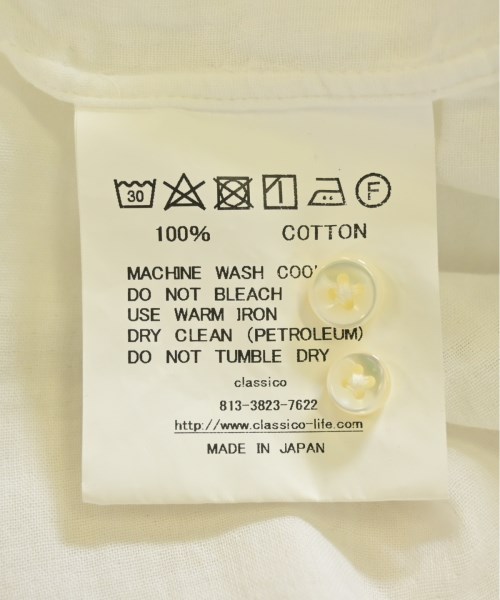 30 F
100% COTTON
MACHINE WASH
DO NOT BLEACH
USE WARM IRON
DRY CLEAN (PETROLEUM)
DO NOT TUMBLE DRY
classico
813-3823-7622
http://www.classico-life.com
MADE IN JAPAN